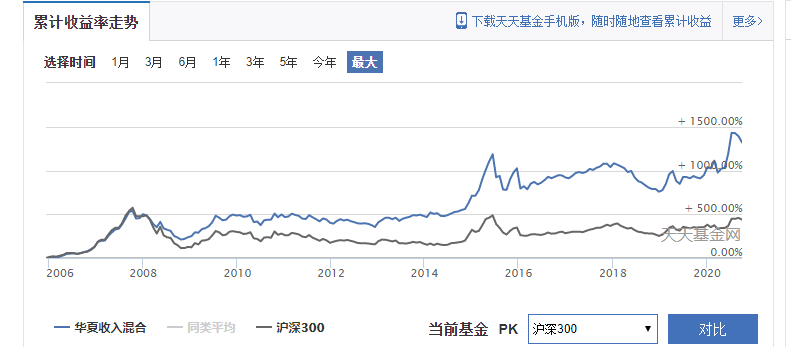 累计收益率走势 下载天天基金手机版，随时随地查看累计收益 更多>
选择时间 1月 3月 6月 1年 3年 5年 今年 最大
+ 1500.00%
+ 1000.00%
+ 500.00%
天天基金网
0.00%
2006 2008 2010 2012 2014 2016 2018 2020
华夏收入混合 同类平均 沪深300 当前基金 PK 沪深300 ▼ 对比